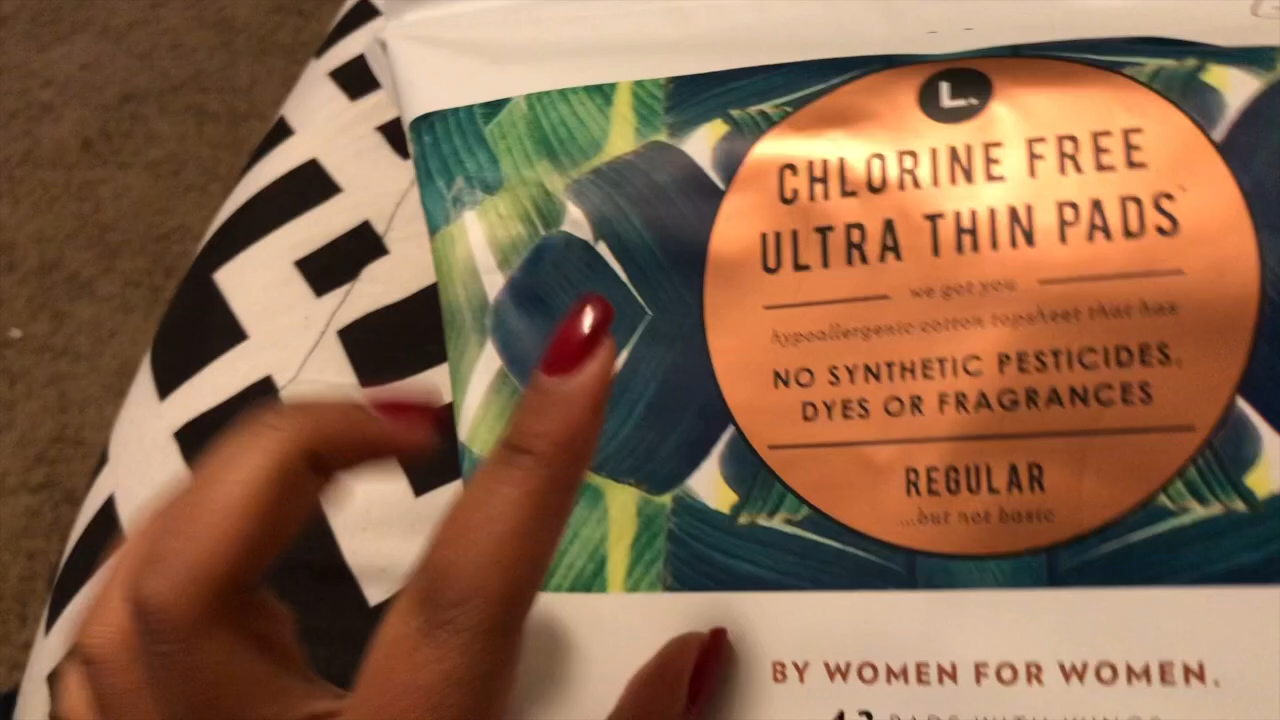 L.
CHLORINE FREE
ULTRA THIN PADS
we got you
hypoallergenic cotton topsheet that has
NO SYNTHETIC PESTICIDES,
DYES OR FRAGRANCES
REGULAR
...but not basic
BY WOMEN FOR WOMEN.
PADS WITH WINGS